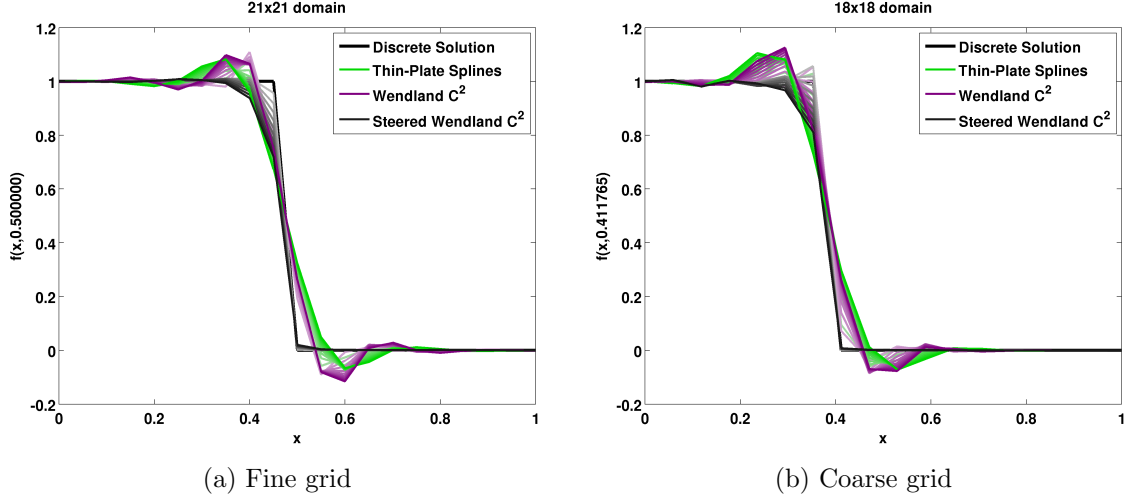 21x21 domain
1.2
1
0.8
0.6
0.4
0.2
0
-0.2
f(x,0.500000)
0
0.2
0.4
0.6
0.8
1
x
Discrete Solution
Thin-Plate Splines
Wendland C²
Steered Wendland C²
(a) Fine grid
18x18 domain
1.2
1
0.8
0.6
0.4
0.2
0
-0.2
f(x,0.411765)
0
0.2
0.4
0.6
0.8
1
x
Discrete Solution
Thin-Plate Splines
Wendland C²
Steered Wendland C²
(b) Coarse grid